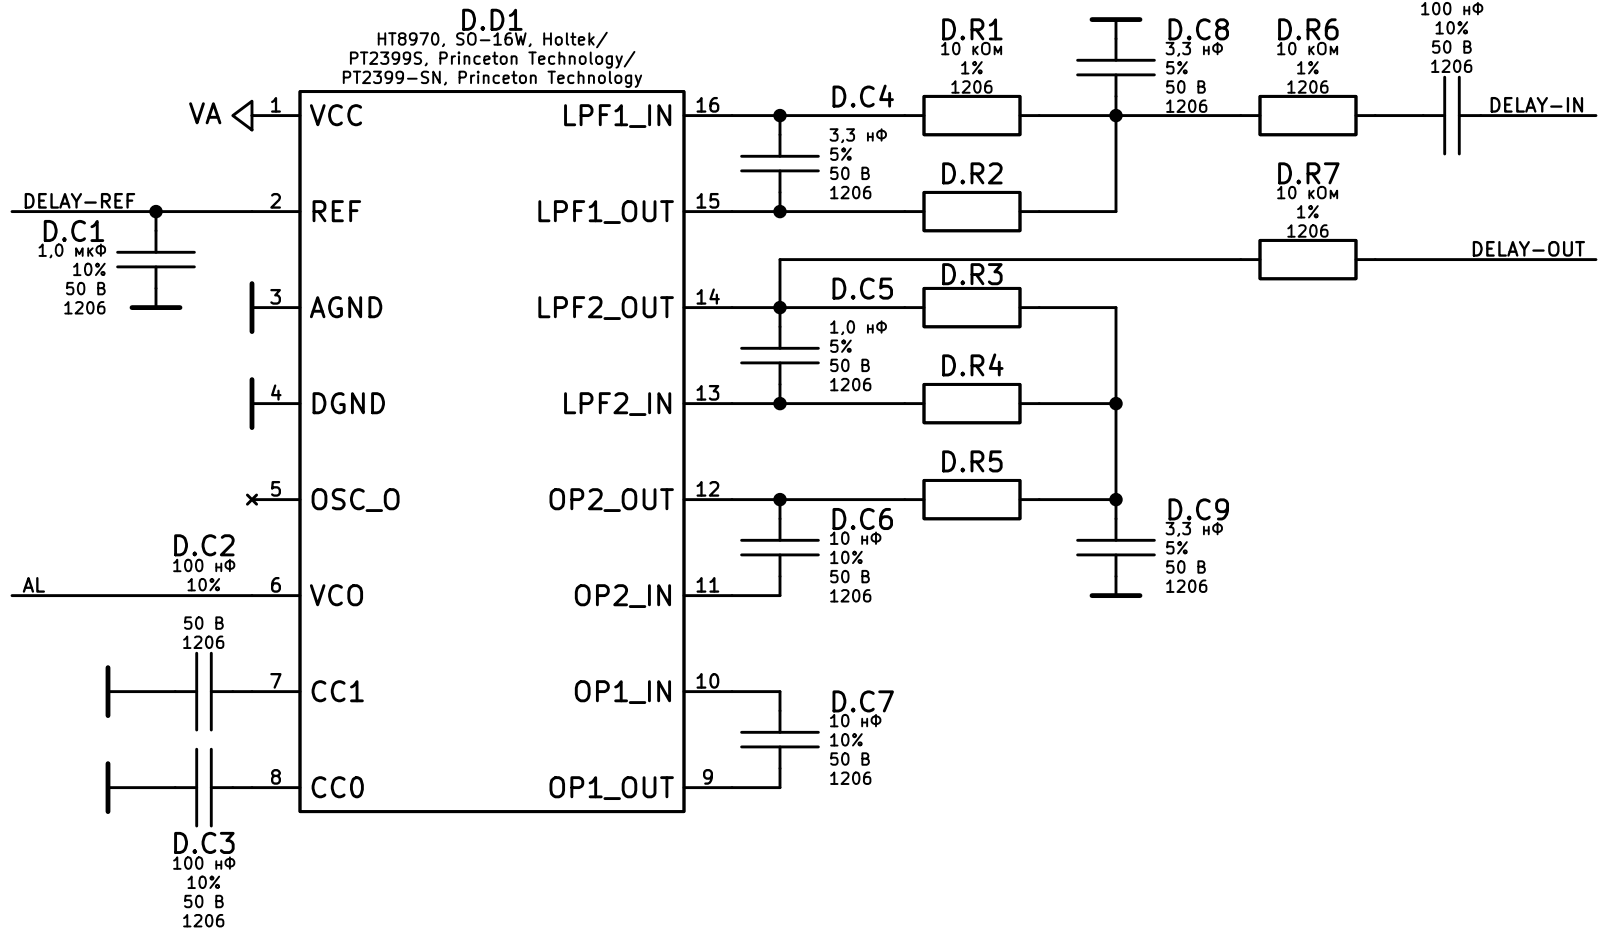 D.D1
HT8970, SO-16W, Holtek/
PT2399S, Princeton Technology/
PT2399-SN, Princeton Technology
VA
1
VCC
DELAY-REF
2
REF
D.C1
1,0 мкФ
10%
50 В
1206
3
AGND
4
DGND
5
OSC_O
D.C2
100 нФ
10%
AL
6
VCO
50 В
1206
7
CC1
8
CC0
D.C3
100 нФ
10%
50 В
1206
LPF1_IN
16
LPF1_OUT
15
LPF2_OUT
14
LPF2_IN
13
OP2_OUT
12
OP2_IN
11
OP1_IN
10
OP1_OUT
9
D.C4
3,3 нФ
5%
50 В
1206
D.C5
1,0 нФ
5%
50 В
1206
D.C6
10 нФ
10%
50 В
1206
D.C7
10 нФ
10%
50 В
1206
D.R1
10 кОм
1%
1206
D.R2
D.R3
D.R4
D.R5
D.C8
3,3 нФ
5%
50 В
1206
D.C9
3,3 нФ
5%
50 В
1206
D.R6
10 кОм
1%
1206
D.R7
10 кОм
1%
1206
100 нФ
10%
50 В
1206
DELAY-IN
DELAY-OUT